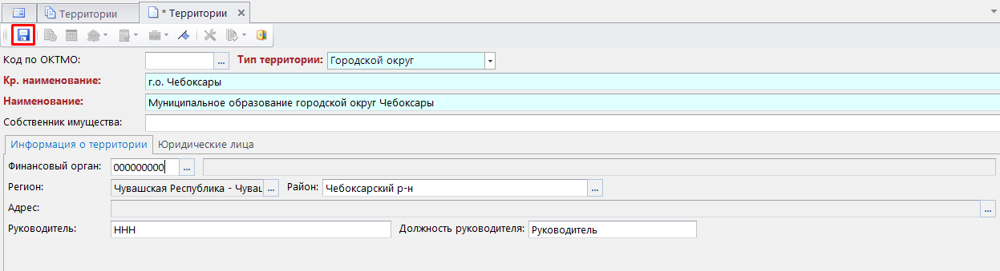 Территории
* Территории
Код по ОКТМО:
Тип территории: Городской округ
Кр. наименование: г.о. Чебоксары
Наименование: Муниципальное образование городской округ Чебоксары
Собственник имущества:
Информация о территории Юридические лица
Финансовый орган: 000000000
Регион: Чувашская Республика - Чуваш Район: Чебоксарский р-н
Адрес:
Руководитель: ННН Должность руководителя: Руководитель